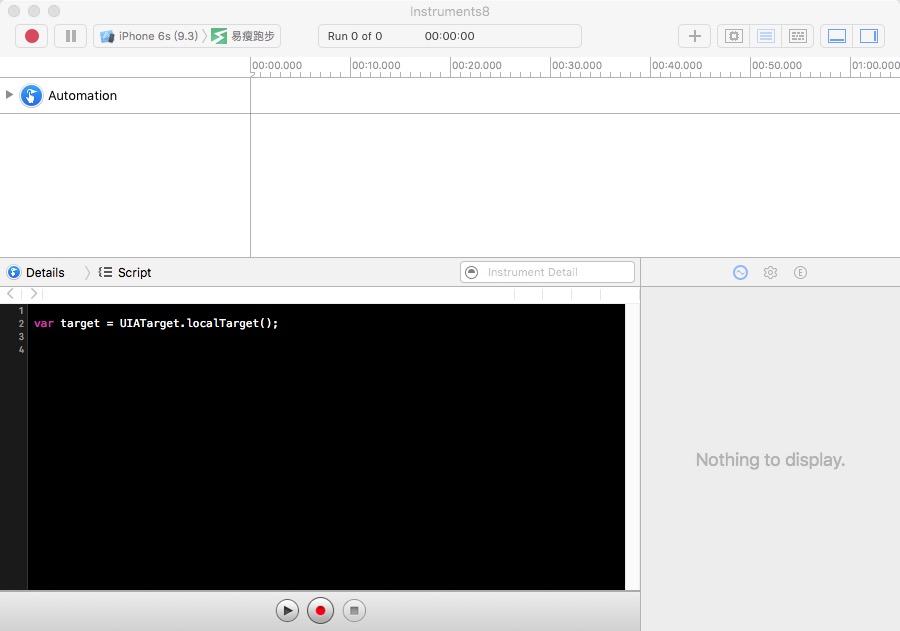 Instruments8
iPhone 6s (9.3) 易瘦跑步
Run 0 of 0 00:00:00
00:00.000 00:10.000 00:20.000 00:30.000 00:40.000 00:50.000 01:00.000
Automation
Details Script Instrument Detail E
1
2 var target = UIATarget.localTarget();
3
4
Nothing to display.